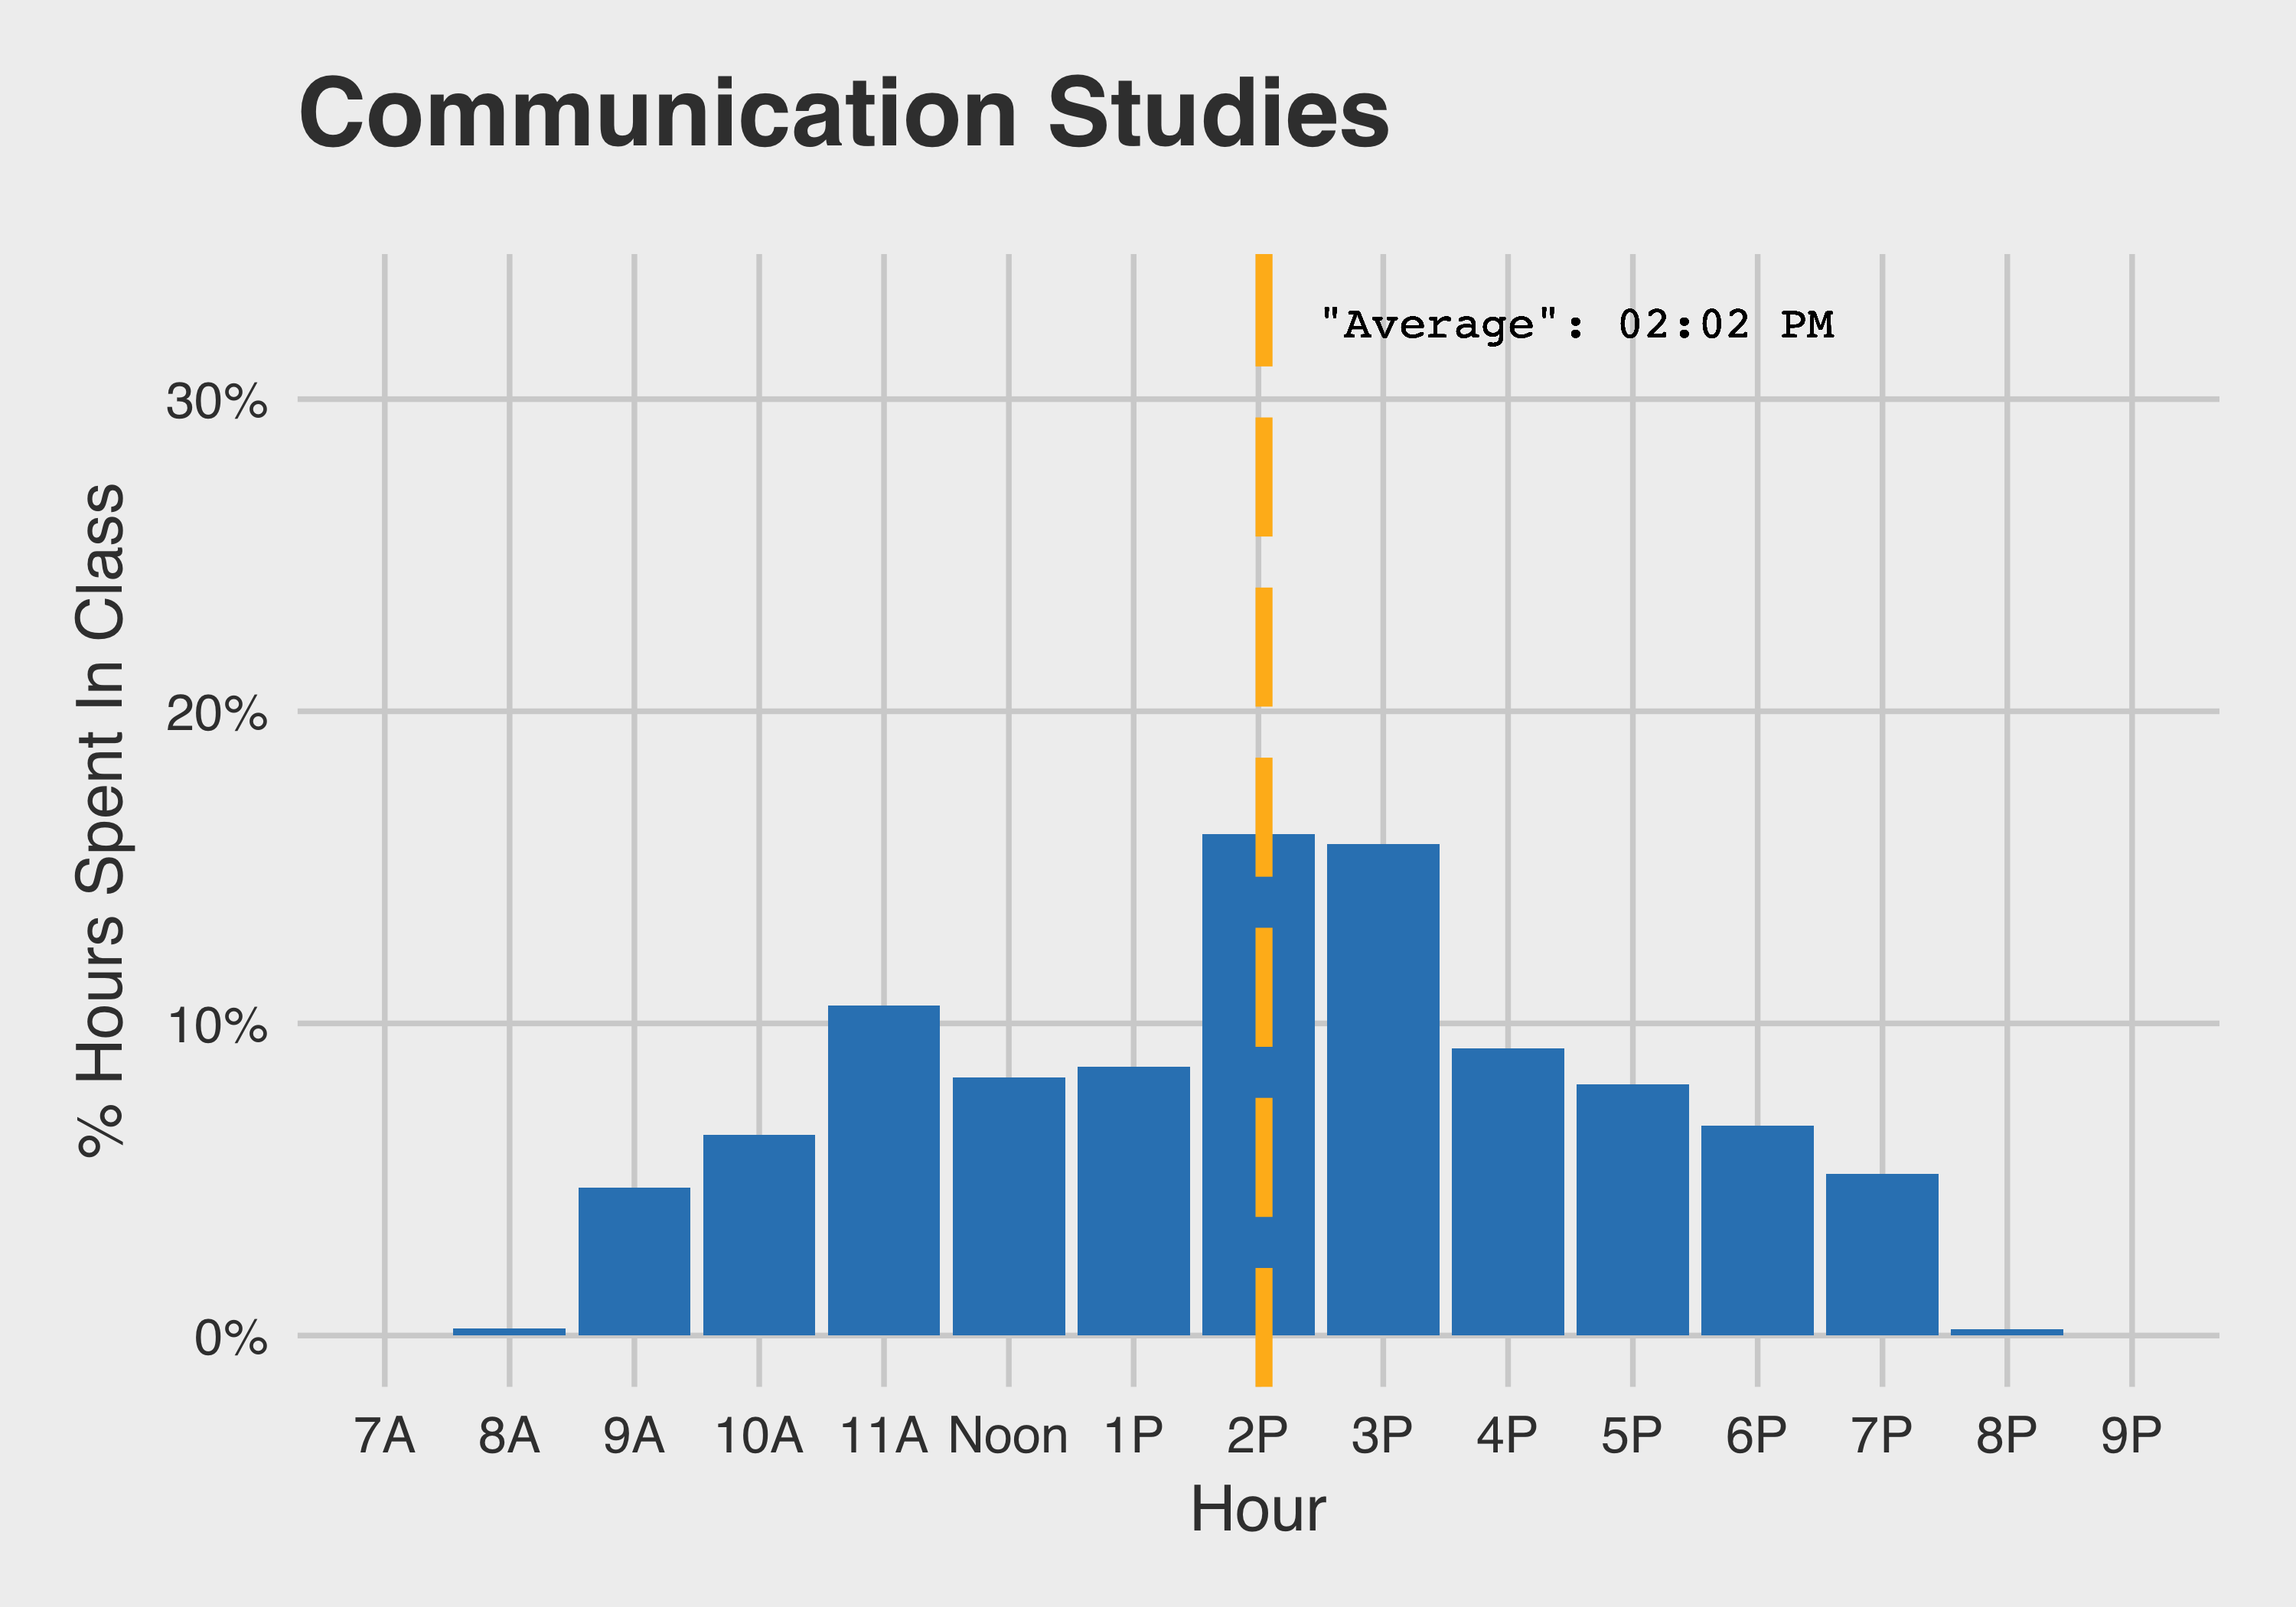 Communication Studies
"Average": 02:02 PM
% Hours Spent In Class
30%
20%
10%
0%
7A 8A 9A 10A 11A Noon 1P 2P 3P 4P 5P 6P 7P 8P 9P
Hour